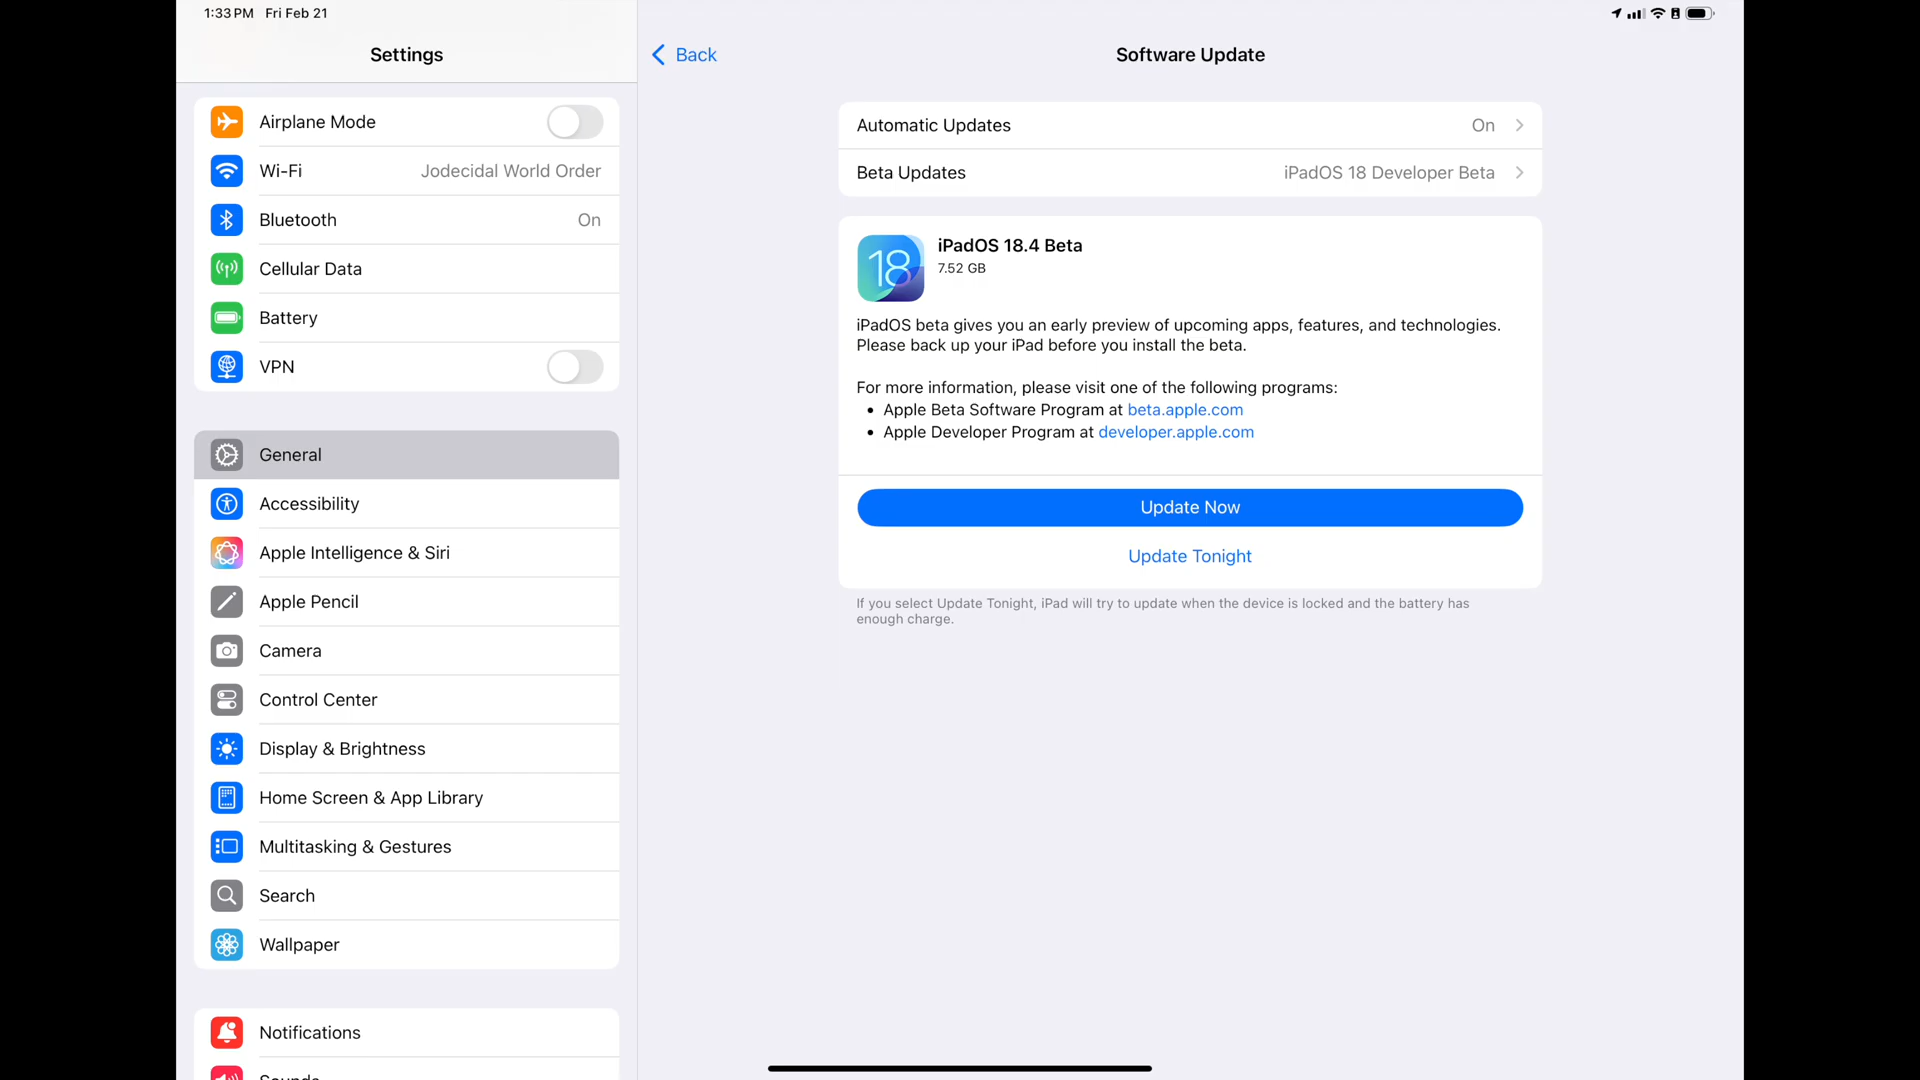 1:33 PM Fri Feb 21
Settings
Airplane Mode
Wi-Fi Jodecidal World Order
Bluetooth On
Cellular Data
Battery
VPN
General
Accessibility
Apple Intelligence & Siri
Apple Pencil
Camera
Control Center
Display & Brightness
Home Screen & App Library
Multitasking & Gestures
Search
Wallpaper
Notifications
Sounds
Back
Software Update
Automatic Updates On
Beta Updates iPadOS 18 Developer Beta
18
iPadOS 18.4 Beta
7.52 GB
iPadOS beta gives you an early preview of upcoming apps, features, and technologies.
Please back up your iPad before you install the beta.
For more information, please visit one of the following programs:
• Apple Beta Software Program at beta.apple.com
• Apple Developer Program at developer.apple.com
Update Now
Update Tonight
If you select Update Tonight, iPad will try to update when the device is locked and the battery has
enough charge.